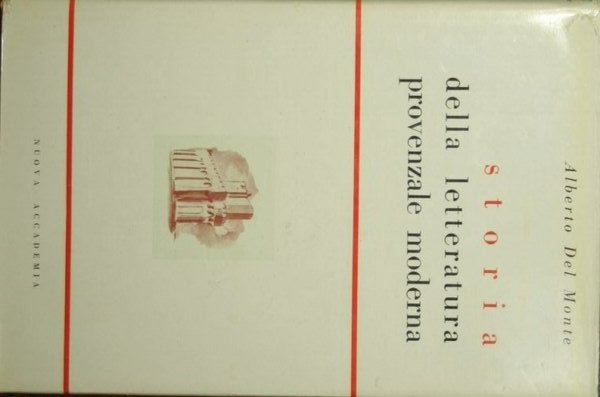 Alberto Del Monte
storia
della letteratura
provenzale moderna
NUOVA ACCADEMIA